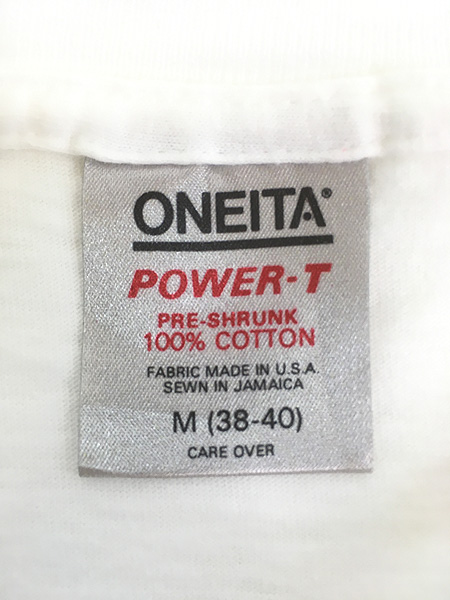 ONEITA®
POWER-T
PRE-SHRUNK
100% COTTON
FABRIC MADE IN U.S.A.
SEWN IN JAMAICA
M (38-40)
CARE OVER